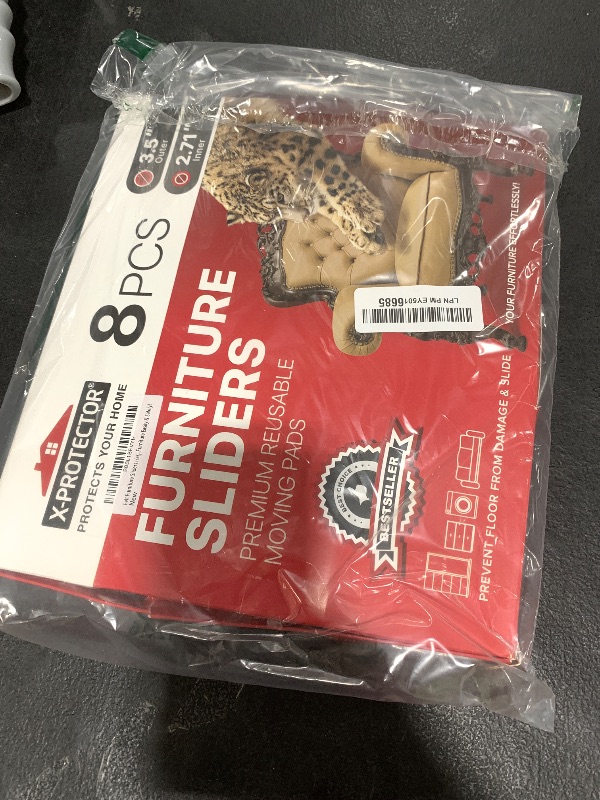 3.5"
Outer
2.71"
Inner
8 PCS
X-PROTECTOR®
PROTECTS YOUR HOME
FURNITURE
SLIDERS
PREMIUM REUSABLE
MOVING PADS
LPN PM EY5016685
BEST CHOICE
BESTSELLER
PREVENT FLOOR FROM DAMAGE & SLIDE YOUR FURNITURE EFFORTLESSLY!